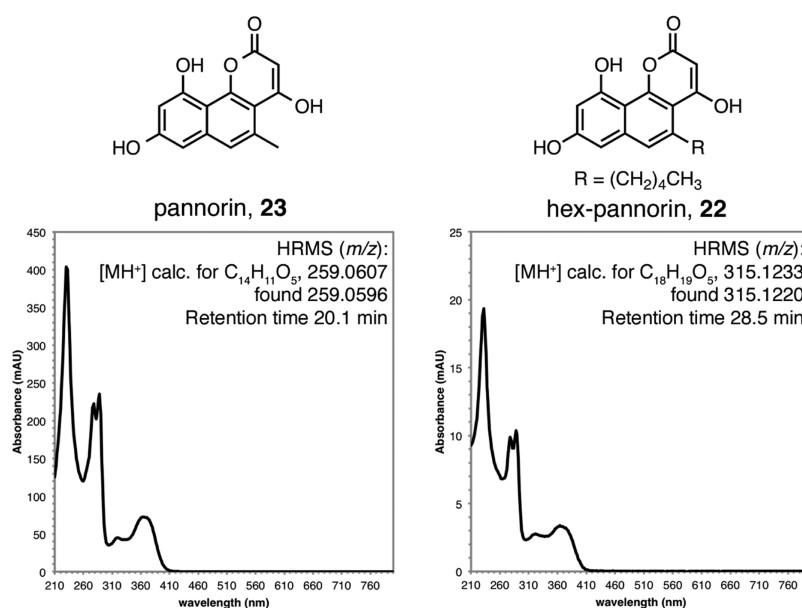 O
OH
O
OH
HO
pannorin, 23
HRMS (m/z):
[MH⁺] calc. for C₁₄H₁₁O₅, 259.0607
found 259.0596
Retention time 20.1 min
Absorbance (mAU)
450
400
350
300
250
200
150
100
50
0
210 260 310 360 410 460 510 560 610 660 710 760
wavelength (nm)
O
OH
O
OH
HO
R
R = (CH₂)₄CH₃
hex-pannorin, 22
HRMS (m/z):
[MH⁺] calc. for C₁₈H₁₉O₅, 315.1233
found 315.1220
Retention time 28.5 min
Absorbance (mAU)
25
20
15
10
5
0
210 260 310 360 410 460 510 560 610 660 710 760
wavelength (nm)